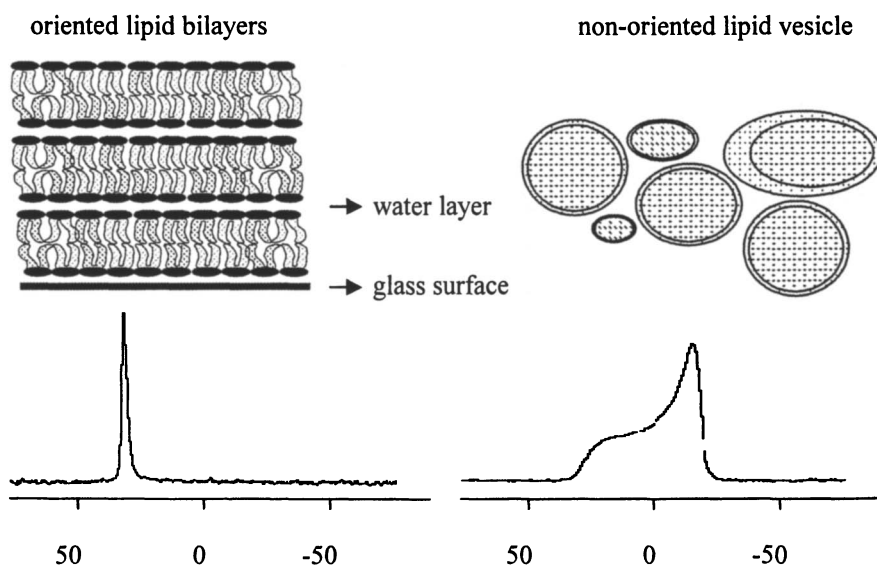 oriented lipid bilayers
non-oriented lipid vesicle
water layer
glass surface
50 0 -50
50 0 -50